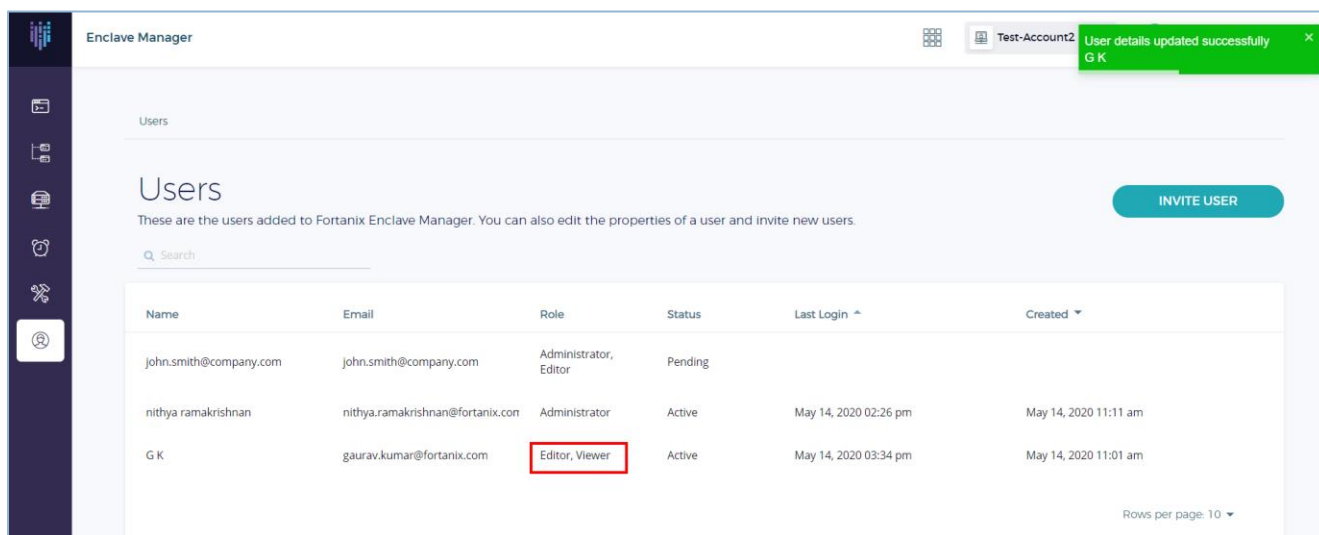 Enclave Manager
Test-Account2
User details updated successfully
G K
Users
Users
These are the users added to Fortanix Enclave Manager. You can also edit the properties of a user and invite new users.
INVITE USER
Search
Name Email Role Status Last Login Created
john.smith@company.com john.smith@company.com Administrator, Pending
Editor
nithya ramakrishnan nithya.ramakrishnan@fortanix.com Administrator Active May 14, 2020 02:26 pm May 14, 2020 11:11 am
G K gaurav.kumar@fortanix.com Editor, Viewer Active May 14, 2020 03:34 pm May 14, 2020 11:01 am
Rows per page: 10